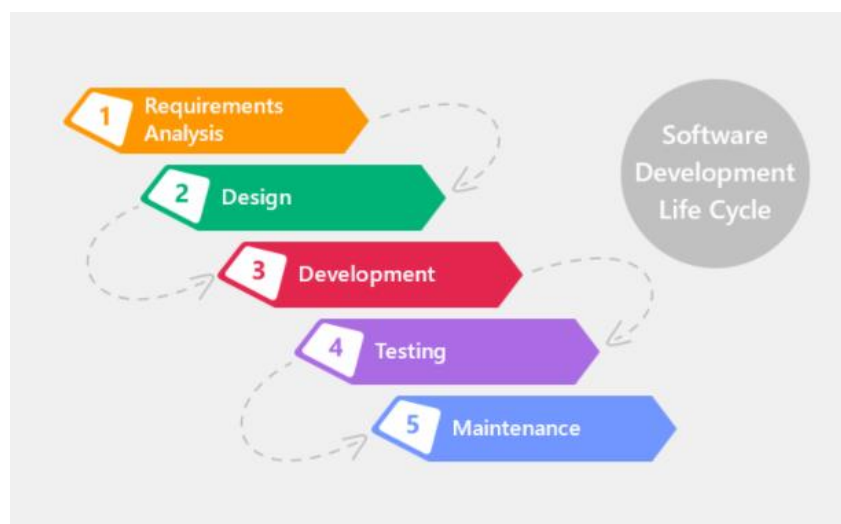 1
Requirements
Analysis
2
Design
3
Development
4
Testing
5
Maintenance
Software
Development
Life Cycle